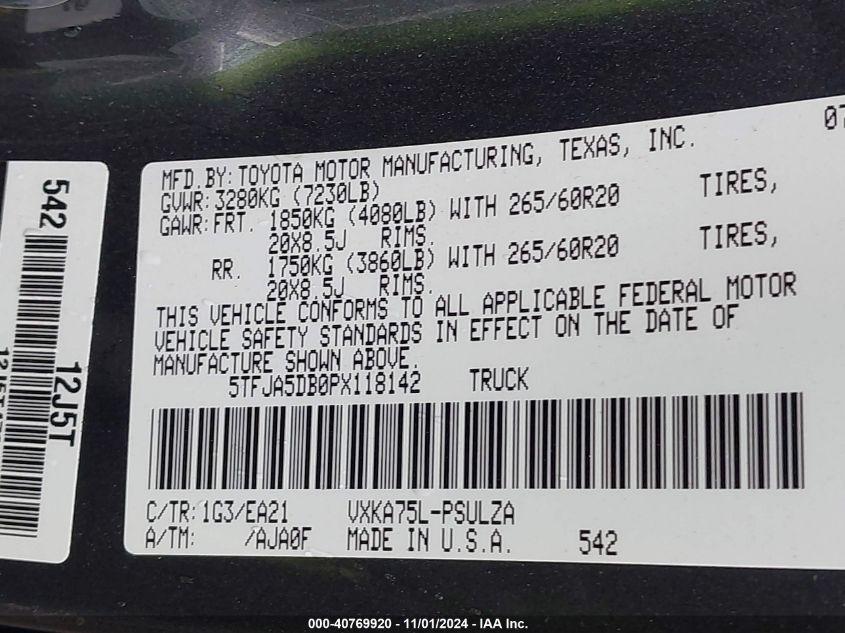 07
MFD.BY: TOYOTA MOTOR MANUFACTURING, TEXAS, INC.
GVWR: 3280KG (7230LB)
GAWR: FRT. 1850KG (4080LB) WITH 265/60R20 TIRES,
20X8.5J RIMS.
RR. 1750KG (3860LB) WITH 265/60R20 TIRES,
20X8.5J RIMS.
THIS VEHICLE CONFORMS TO ALL APPLICABLE FEDERAL MOTOR
VEHICLE SAFETY STANDARDS IN EFFECT ON THE DATE OF
MANUFACTURE SHOWN ABOVE.
5TFJA5DB0PX118142 TRUCK
C/TR: 1G3/EA21 VXKA75L-PSULZA
A/TM: /AJA0F MADE IN U.S.A. 542
542
12J5T
000-40769920 - 11/01/2024 - IAA Inc.